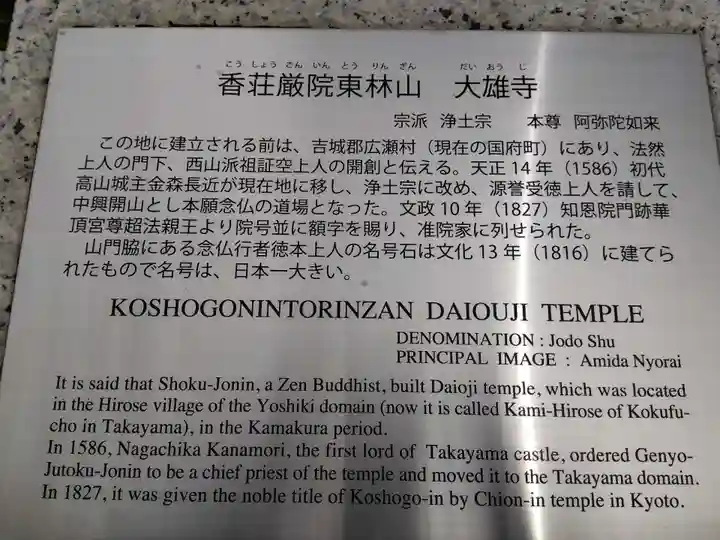 こうしょうごんいんとうりんざん だいおうじ
香荘厳院東林山 大雄寺
宗派 浄土宗 本尊 阿弥陀如来
この地に建立される前は、吉城郡広瀬村（現在の国府町）にあり、法然
上人の門下、西山派祖証空上人の開創と伝える。天正14年（1586）初代
高山城主金森長近が現在地に移し、浄土宗に改め、源誉受徳上人を請して、
中興開山とし本願念仏の道場となった。文政10年（1827）知恩院門跡華
頂宮尊超法親王より院号並に額字を賜り、准院家に列せられた。
山門脇にある念仏行者徳本上人の名号石は文化13年（1816）に建てら
れたもので名号は、日本一大きい。
KOSHOGONINTORINZAN DAIOUJI TEMPLE
DENOMINATION : Jodo Shu
PRINCIPAL IMAGE : Amida Nyorai
It is said that Shoku-Jonin, a Zen Buddhist, built Daioji temple, which was located
in the Hirose village of the Yoshiki domain (now it is called Kami-Hirose of Kokufu-
cho in Takayama), in the Kamakura period.
In 1586, Nagachika Kanamori, the first lord of Takayama castle, ordered Genyo-
Jutoku-Jonin to be a chief priest of the temple and moved it to the Takayama domain.
In 1827, it was given the noble title of Koshogo-in by Chion-in temple in Kyoto.